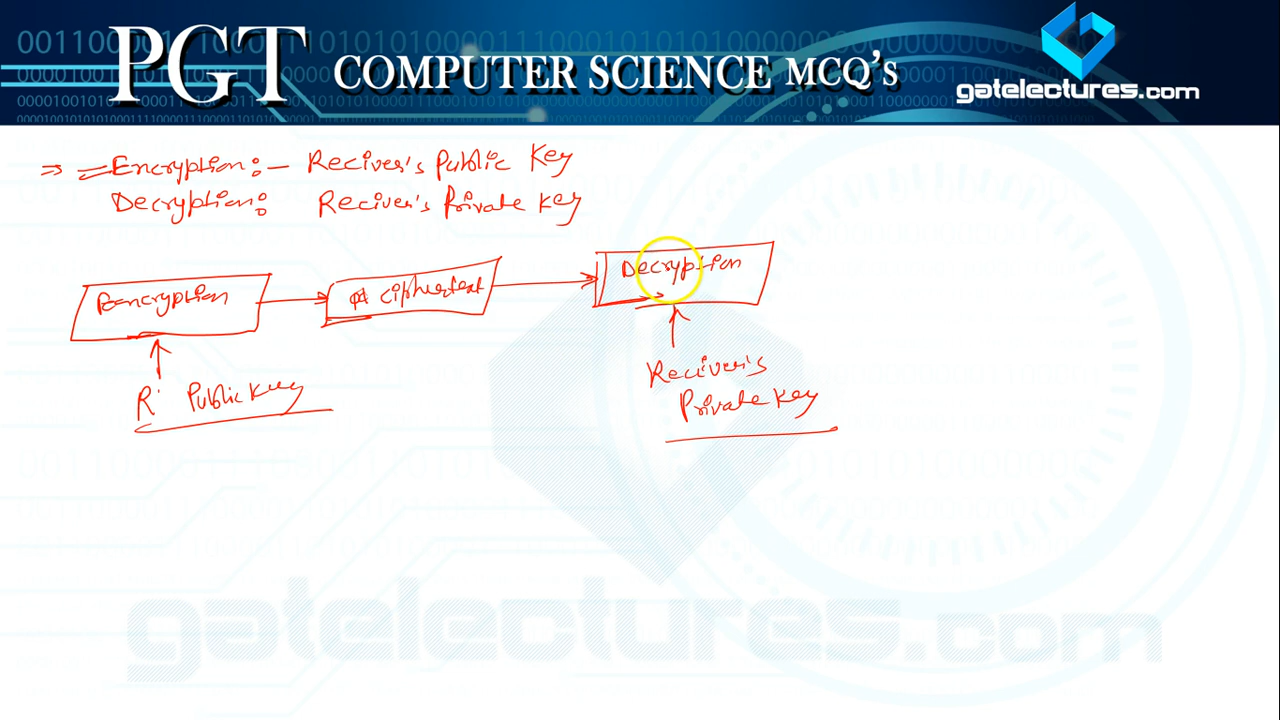 PGT COMPUTER SCIENCE MCQ'S
gatelectures.com
⇒ Encryption:- Reciver's Public Key
Decryption: Reciver's Private Key
Encryption
ciphertext
Decryption
R' Public Key
Reciver's
Private Key
gatelectures.com